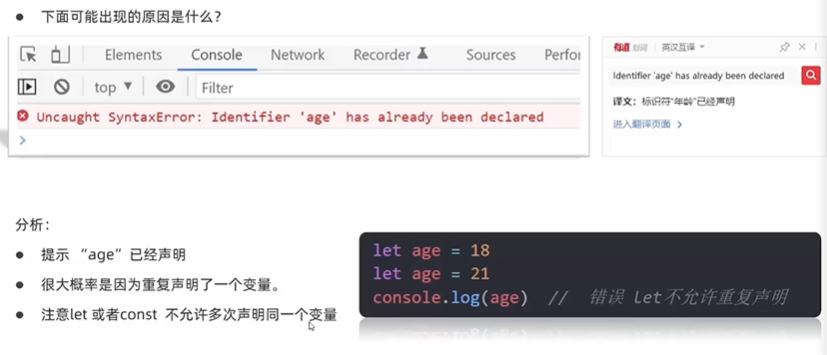 ● 下面可能出现的原因是什么？
Elements Console Network Recorder Sources Perfor
top ▼ Filter
Uncaught SyntaxError: Identifier 'age' has already been declared
>
有道 翻译 英汉互译
Identifier 'age' has already been declared
译文：标识符“年龄”已经声明
进入翻译页面 >
分析：
● 提示 “age”已经声明
● 很大概率是因为重复声明了一个变量。
● 注意let 或者const 不允许多次声明同一个变量
let age = 18
let age = 21
console.log(age) // 错误 let不允许重复声明